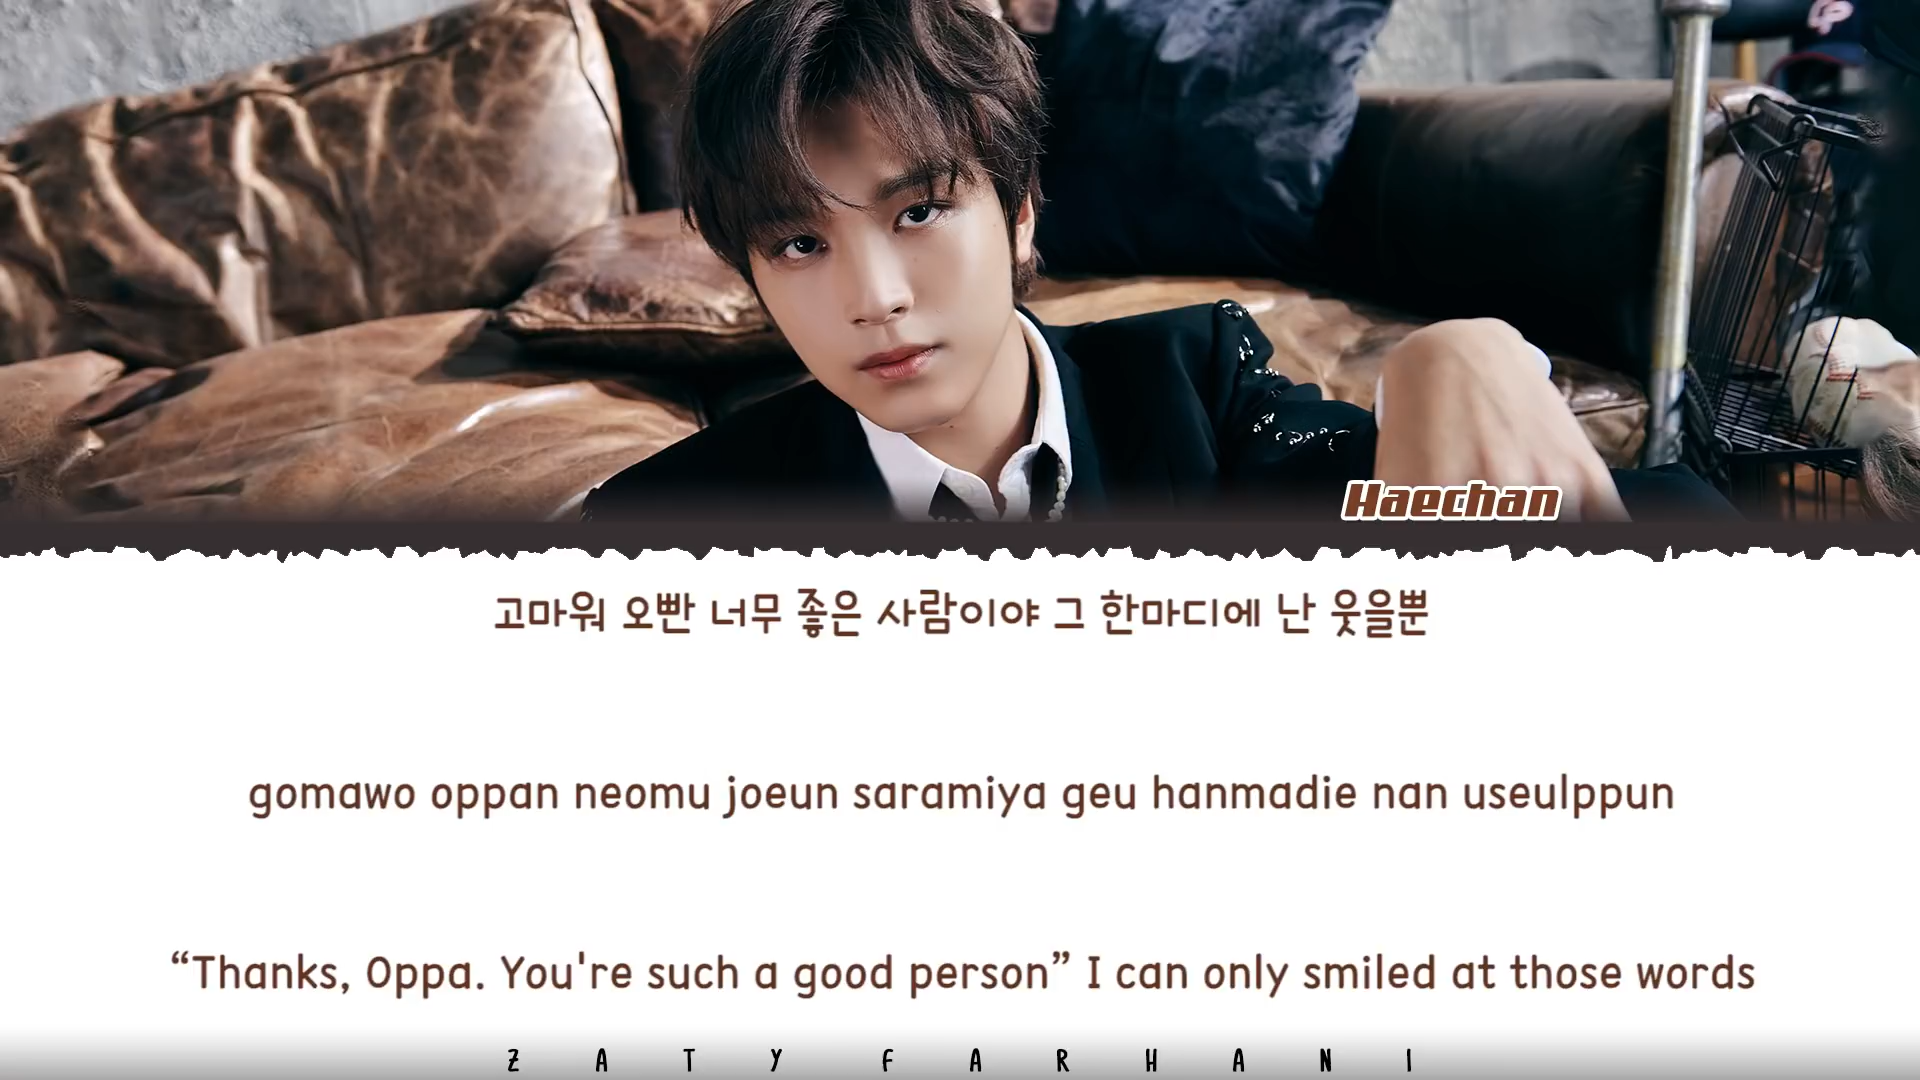 Haechan
고마워 오빤 너무 좋은 사람이야 그 한마디에 난 웃을뿐
gomawo oppan neomu joeun saramiya geu hanmadie nan useulppun
“Thanks, Oppa. You're such a good person” I can only smiled at those words
ZATY FARHANI